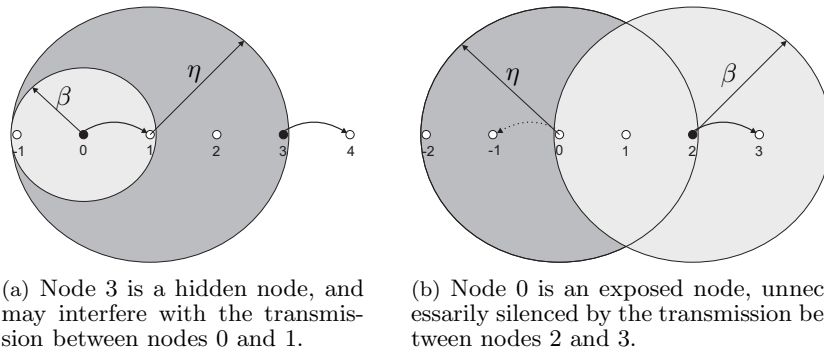 β
η
-1
0
1
2
3
4
η
β
-2
-1
0
1
2
3
(a) Node 3 is a hidden node, and
may interfere with the transmis-
sion between nodes 0 and 1.
(b) Node 0 is an exposed node, unnec-
essarily silenced by the transmission be-
tween nodes 2 and 3.